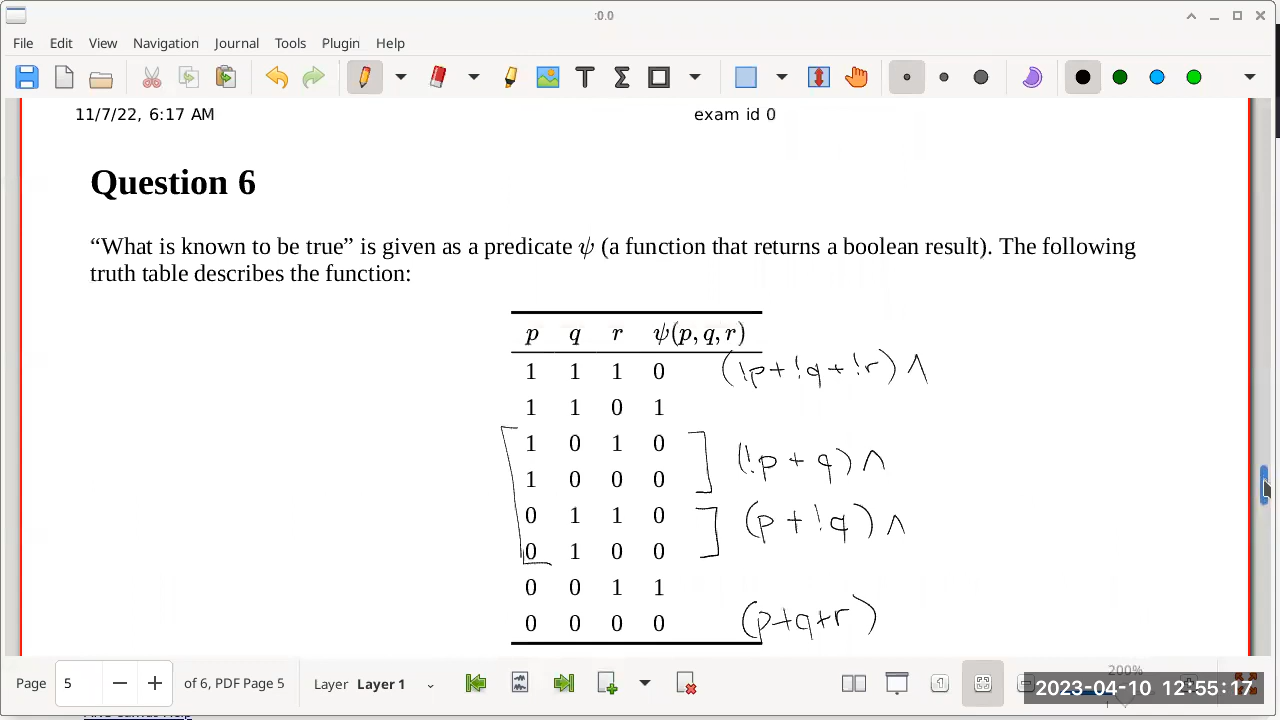 :0.0
File Edit View Navigation Journal Tools Plugin Help
11/7/22, 6:17 AM exam id 0
Question 6
“What is known to be true” is given as a predicate ψ (a function that returns a boolean result). The following
truth table describes the function:
p q r ψ(p, q, r)
1 1 1 0 (!p+!q+!r) ∧
1 1 0 1
1 0 1 0 (!p + q) ∧
1 0 0 0
0 1 1 0 (p + !q) ∧
0 1 0 0
0 0 1 1
0 0 0 0 (p+q+r)
Page 5 of 6, PDF Page 5 Layer Layer 1 200%
2023-04-10 12:55:17